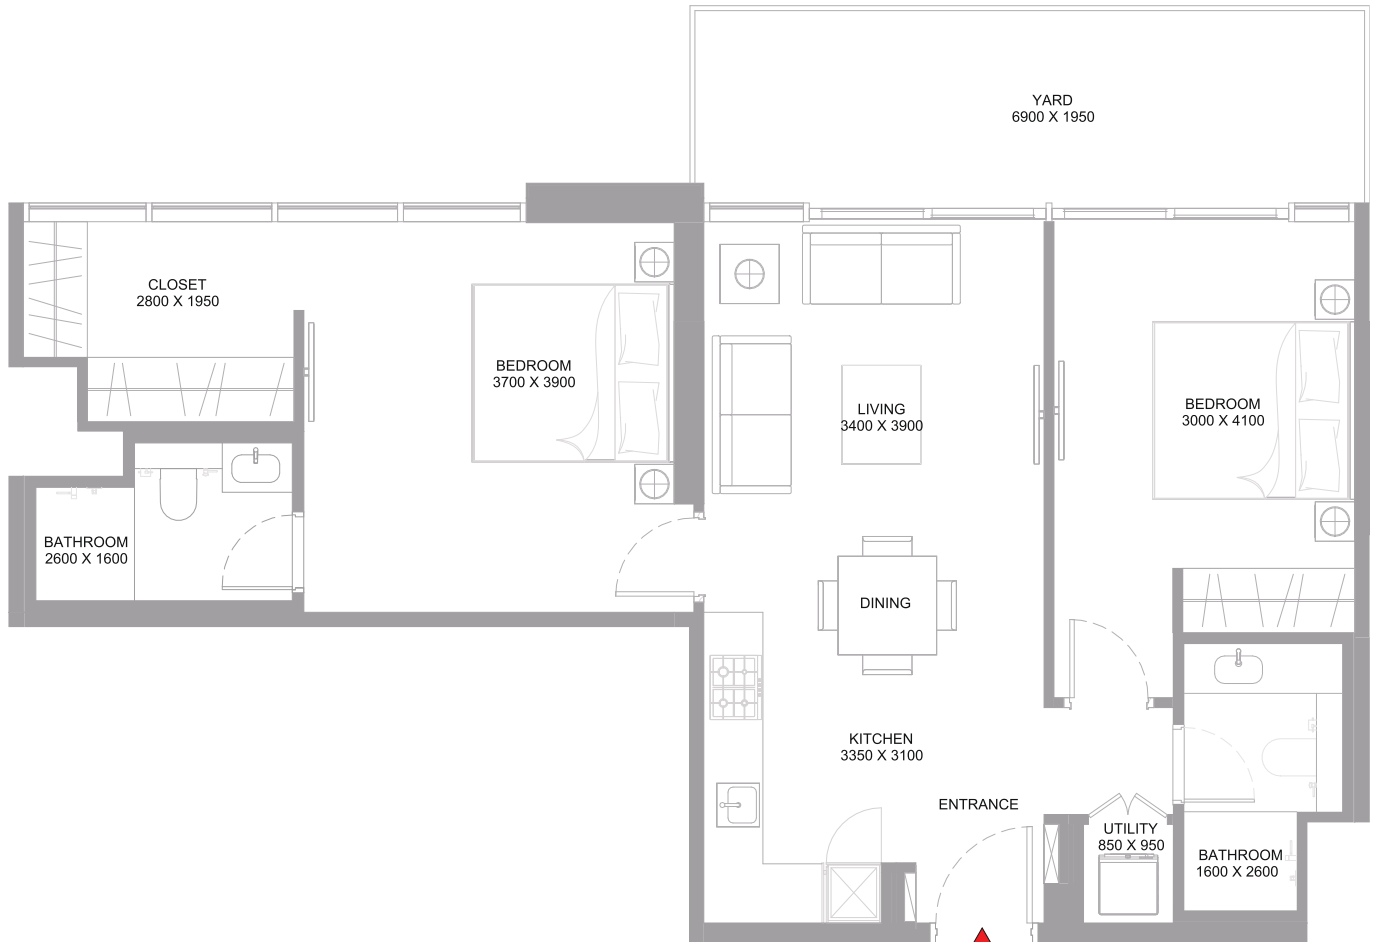 YARD
6900 X 1950
CLOSET
2800 X 1950
BEDROOM
3700 X 3900
LIVING
3400 X 3900
BEDROOM
3000 X 4100
BATHROOM
2600 X 1600
DINING
KITCHEN
3350 X 3100
ENTRANCE
UTILITY
850 X 950
BATHROOM
1600 X 2600